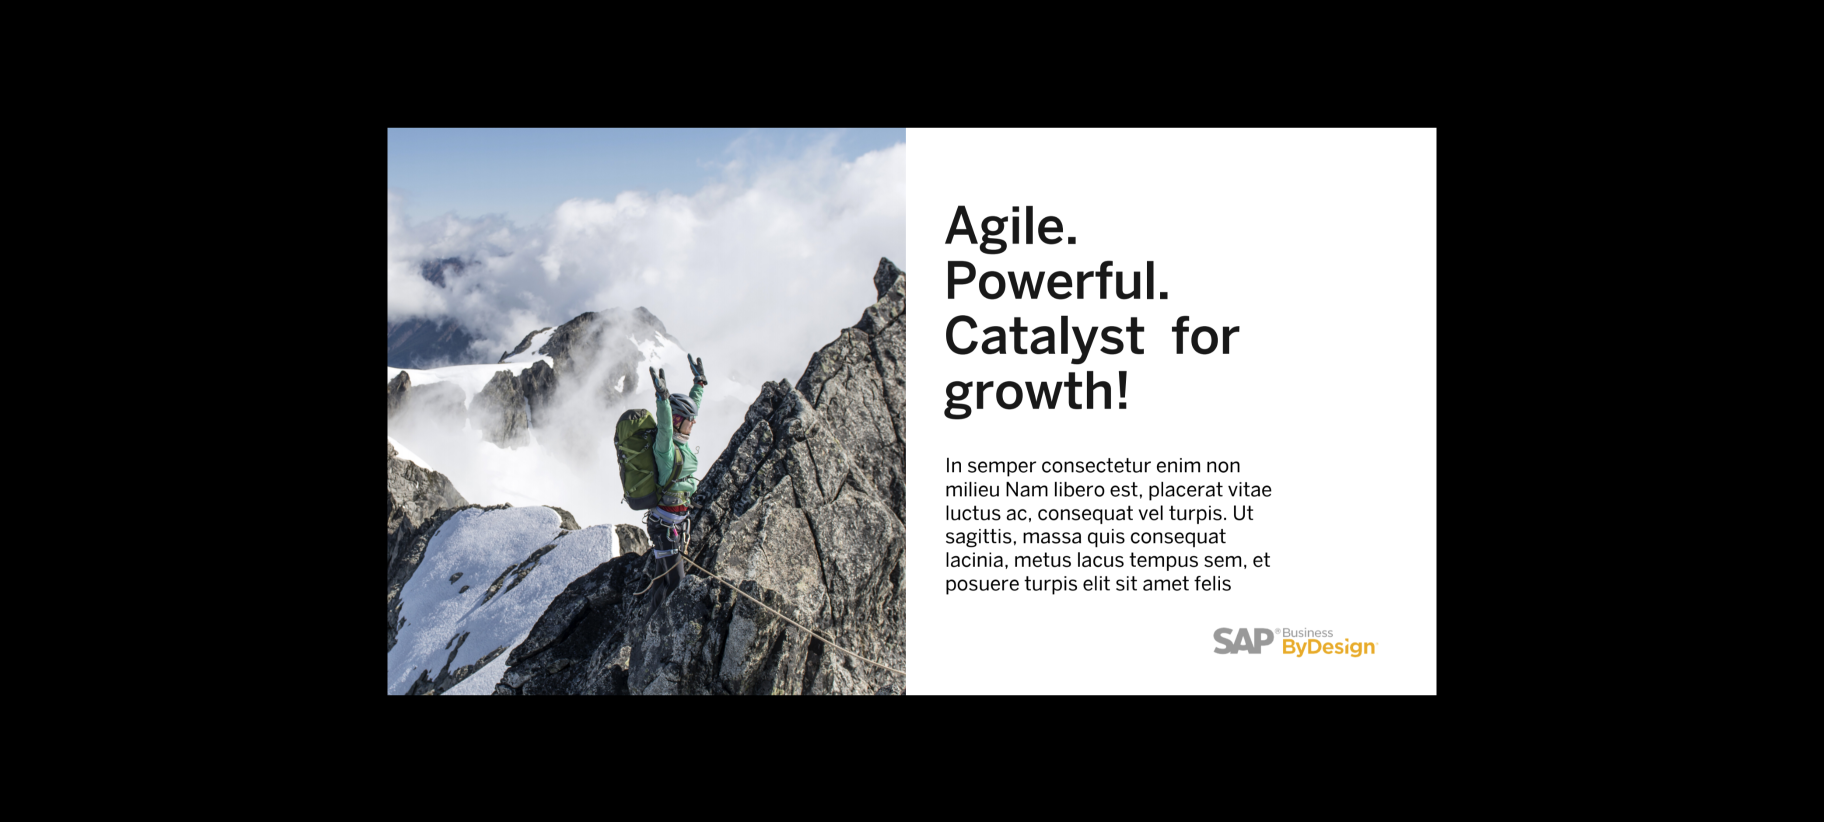 Agile.
Powerful.
Catalyst for
growth!
In semper consectetur enim non
milieu Nam libero est, placerat vitae
luctus ac, consequat vel turpis. Ut
sagittis, massa quis consequat
lacinia, metus lacus tempus sem, et
posuere turpis elit sit amet felis
SAP® Business
ByDesign